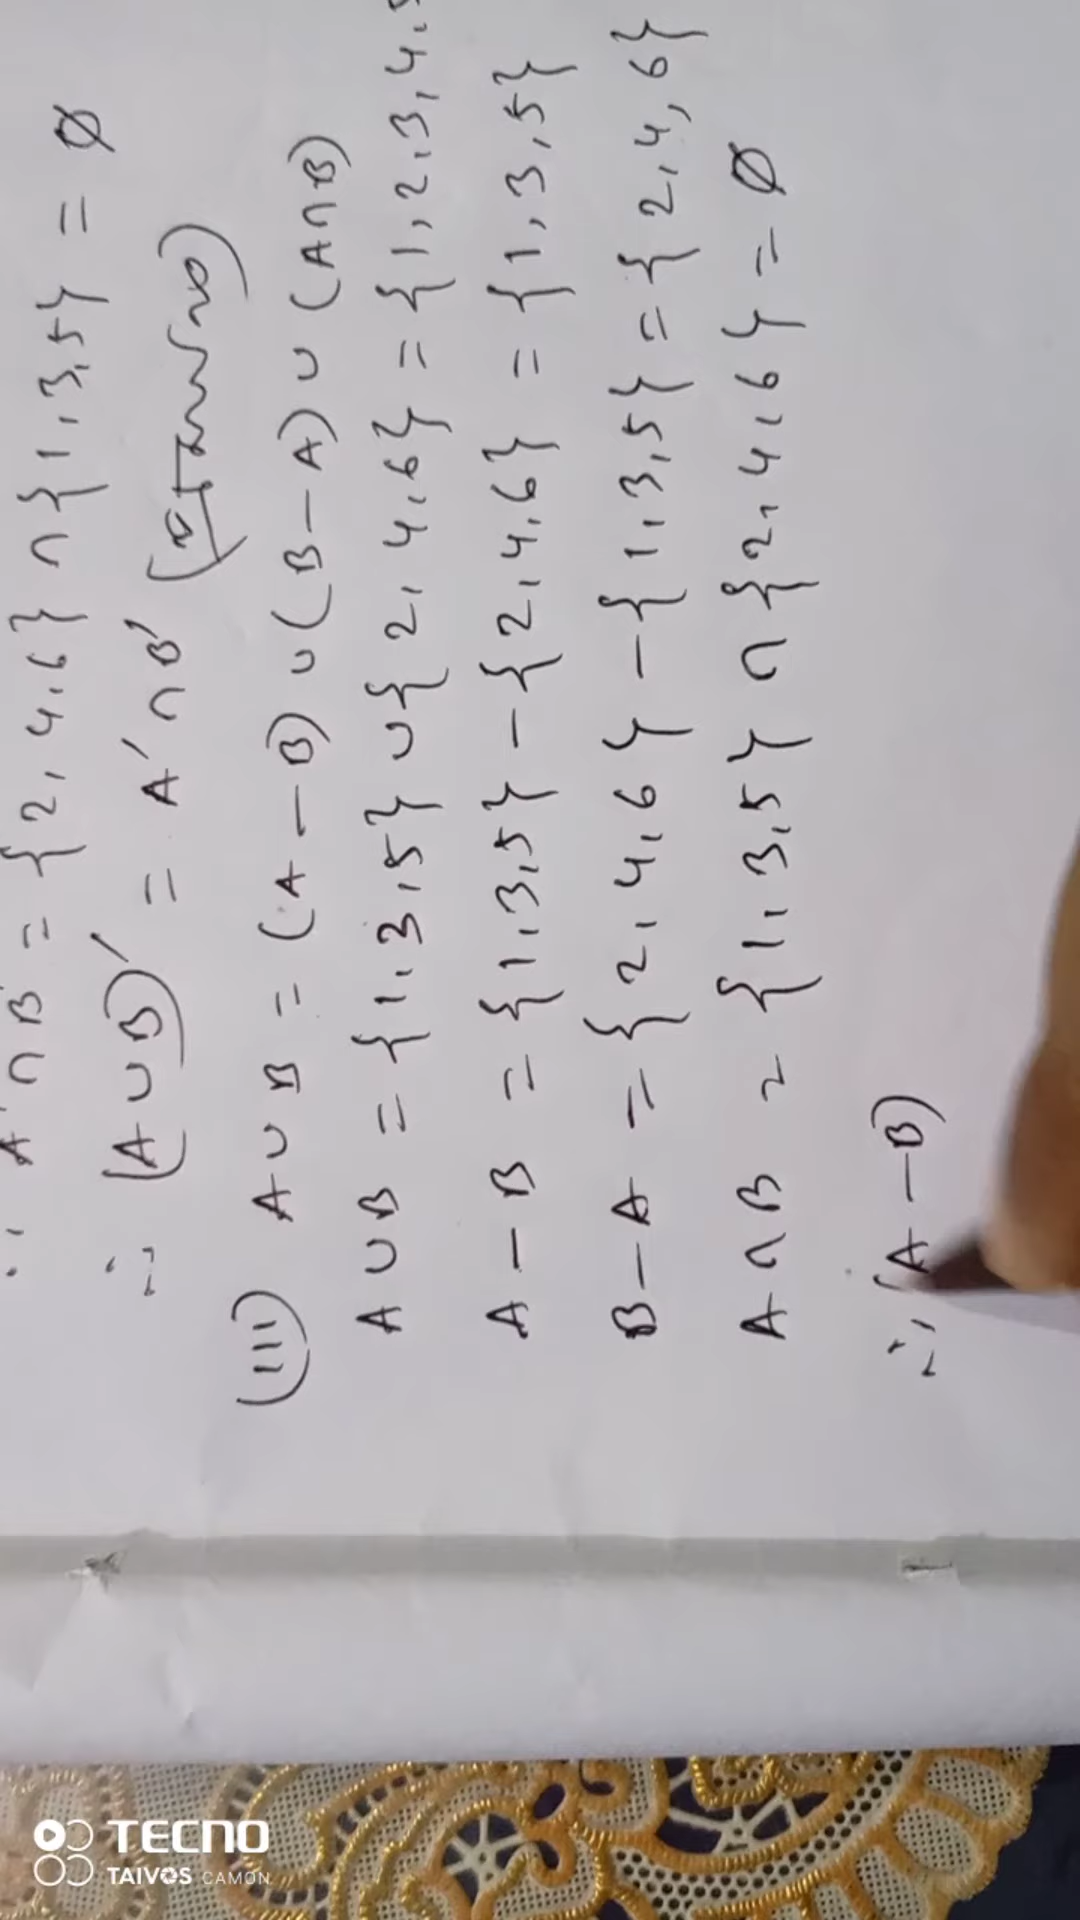 ∴ A'∩B' = {2,4,6} ∩ {1,3,5} = Ø
∴ (A∪B)' = A'∩B'
(III) A∪B = (A−B)∪(B−A)∪(A∩B)
A∪B = {1,3,5}∪{2,4,6} = {1,2,3,4,5
A−B = {1,3,5}−{2,4,6} = {1,3,5}
B−A = {2,4,6}−{1,3,5} = {2,4,6}
A∩B = {1,3,5}∩{2,4,6} = Ø
∴ (A−B)
TECNO
TAIVOS CAMON